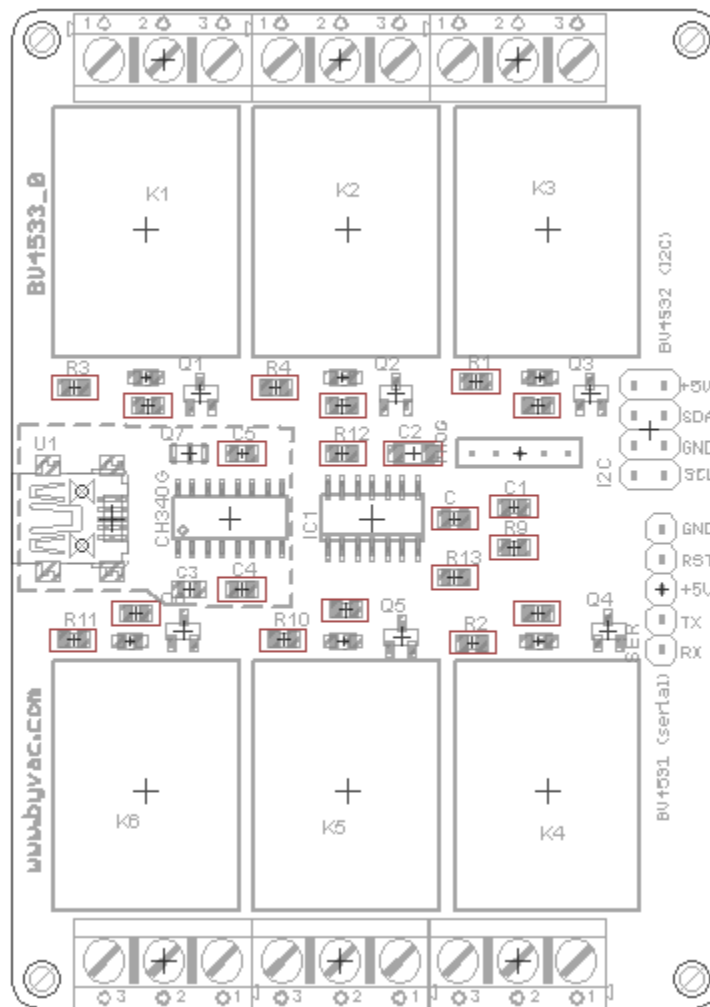 1 2 3 1 2 3 1 2 3
K1 K2 K3
BV4533_0
BV4532 (I2C)
R3 Q1 R4 Q2 R1 Q3
+5V
SDA
GND
SCL
I2C
U1 Q7 C5 R12 C2
CH340G IC1 C C1
R9
R13
C3 C4
GND
RST
+5V
TX
RX
SER
R11 R10 Q5 R2 Q4
www.byvac.com
BV4531 (serial)
K6 K5 K4
3 2 1 3 2 1 3 2 1